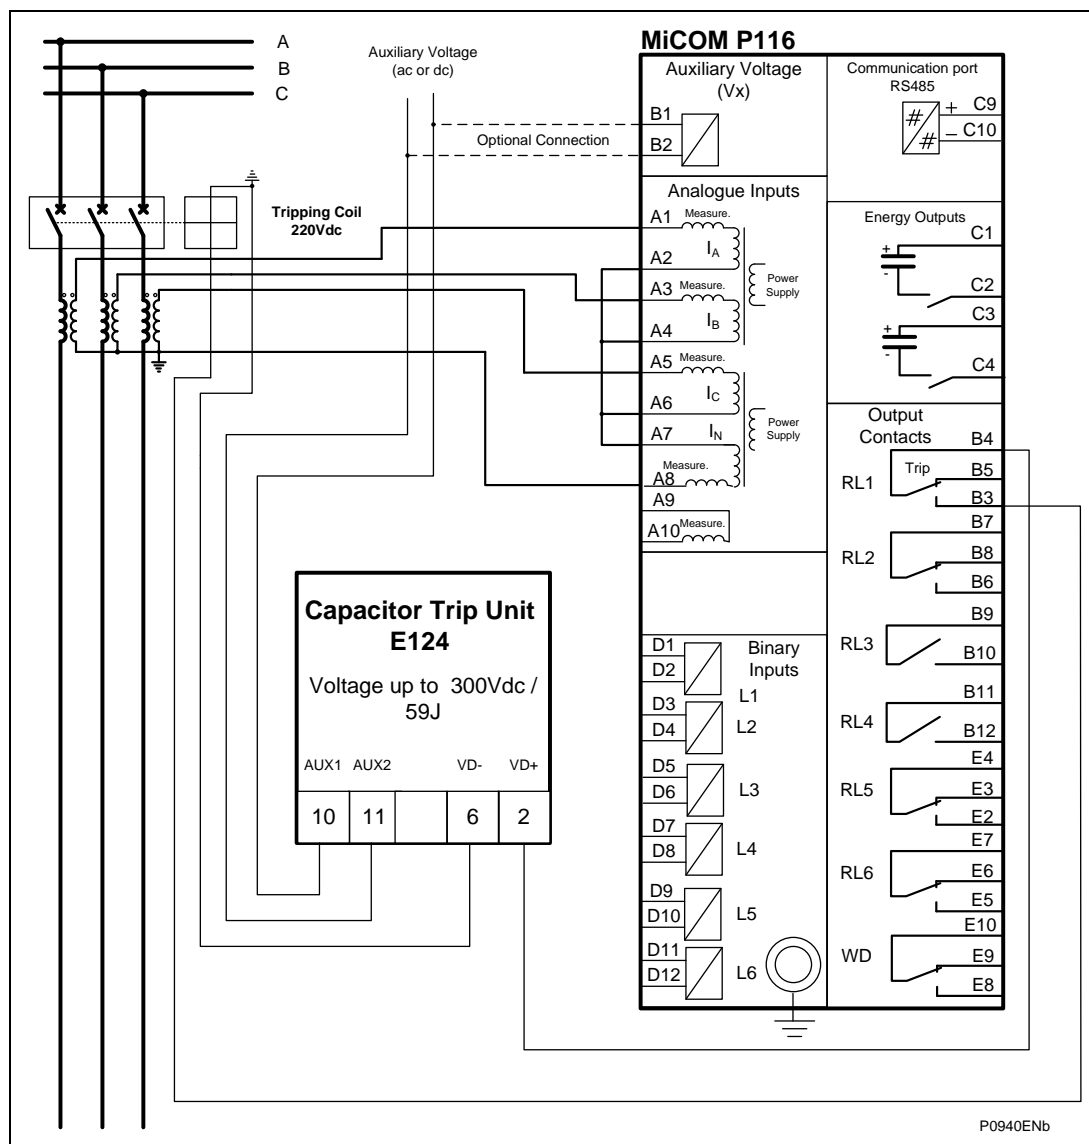 A
B
C
Auxiliary Voltage
(ac or dc)
Optional Connection
Tripping Coil
220Vdc
MiCOM P116
Auxiliary Voltage
(Vx)
B1
B2
Communication port
RS485
# / #
+
C9
–
C10
Analogue Inputs
A1
Measure.
IA
A2
A3
Measure.
IB
A4
Power
Supply
A5
Measure.
IC
A6
A7
IN
Measure.
A8
Power
Supply
A9
A10
Measure.
Energy Outputs
+
-
C1
C2
+
-
C3
C4
Output
Contacts
RL1
Trip
B4
B5
B3
RL2
B7
B8
B6
RL3
B9
B10
RL4
B11
B12
RL5
E4
E3
E2
RL6
E7
E6
E5
WD
E10
E9
E8
Binary
Inputs
D1
D2
L1
D3
D4
L2
D5
D6
L3
D7
D8
L4
D9
D10
L5
D11
D12
L6
Capacitor Trip Unit
E124
Voltage up to 300Vdc /
59J
AUX1 AUX2 VD- VD+
10 11 6 2
P0940ENb